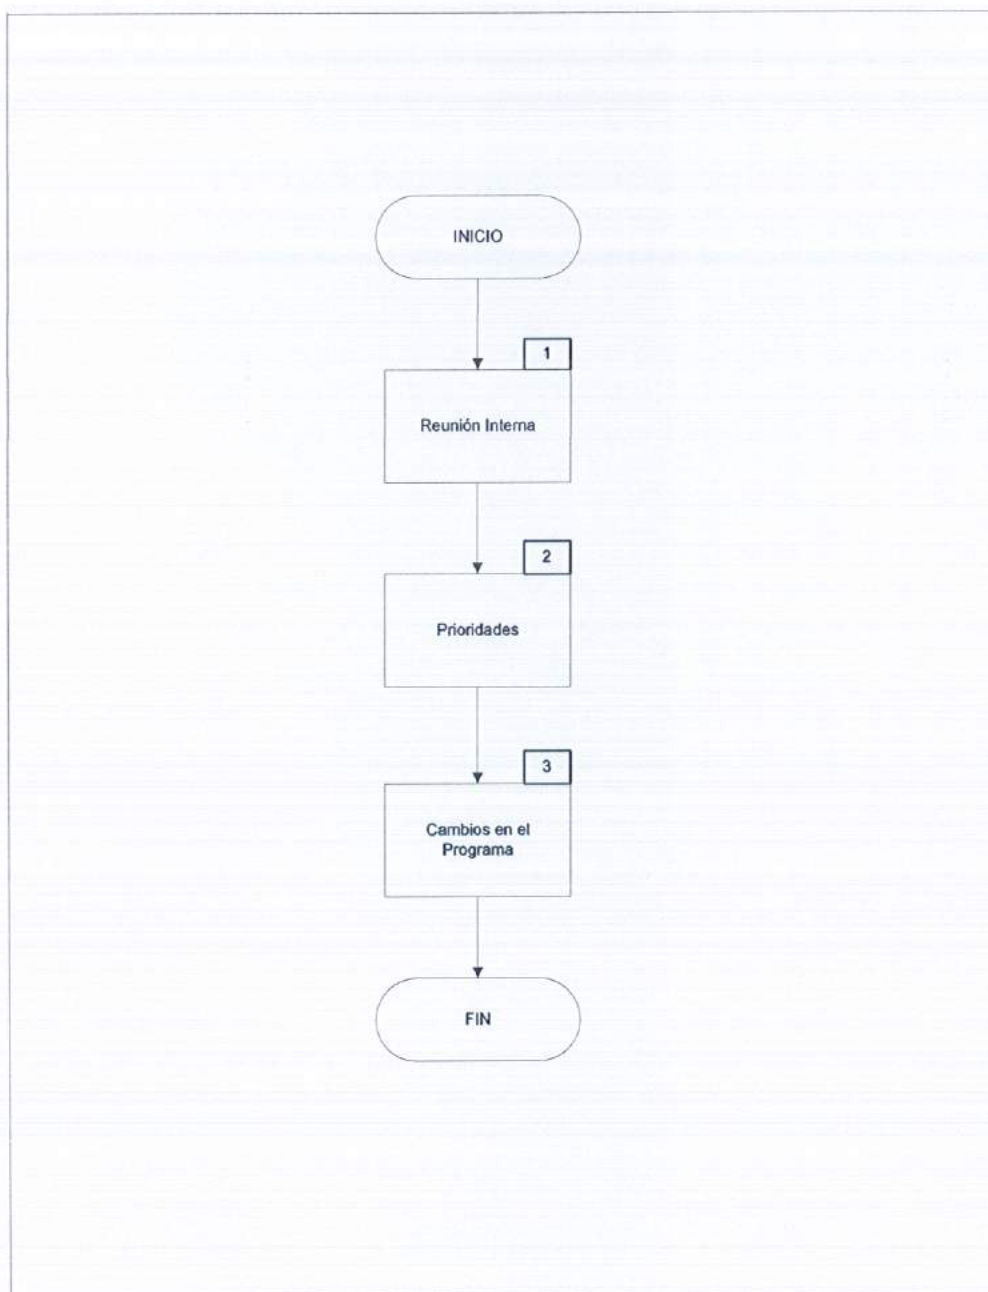 INICIO
1
Reunión Interna
2
Prioridades
3
Cambios en el
Programa
FIN